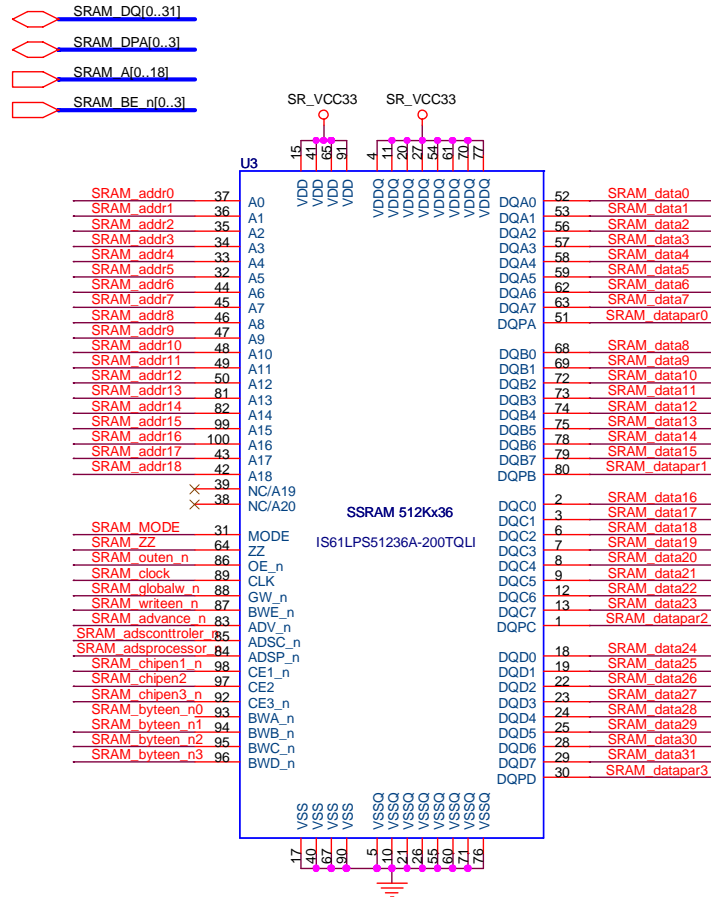 SRAM_DQ[0..31]
SRAM_DPA[0..3]
SRAM_A[0..18]
SRAM_BE_n[0..3]
SR_VCC33 SR_VCC33
15 41 65 91 4 11 20 27 54 61 70 77
U3
VDD VDD VDD VDD VDDQ VDDQ VDDQ VDDQ VDDQ VDDQ VDDQ VDDQ
SRAM_addr0 37 A0 DQA0 52 SRAM_data0
SRAM_addr1 36 A1 DQA1 53 SRAM_data1
SRAM_addr2 35 A2 DQA2 56 SRAM_data2
SRAM_addr3 34 A3 DQA3 57 SRAM_data3
SRAM_addr4 33 A4 DQA4 58 SRAM_data4
SRAM_addr5 32 A5 DQA5 59 SRAM_data5
SRAM_addr6 44 A6 DQA6 62 SRAM_data6
SRAM_addr7 45 A7 DQA7 63 SRAM_data7
SRAM_addr8 46 A8 DQPA 51 SRAM_datapar0
SRAM_addr9 47 A9
SRAM_addr10 48 A10 DQB0 68 SRAM_data8
SRAM_addr11 49 A11 DQB1 69 SRAM_data9
SRAM_addr12 50 A12 DQB2 72 SRAM_data10
SRAM_addr13 81 A13 DQB3 73 SRAM_data11
SRAM_addr14 82 A14 DQB4 74 SRAM_data12
SRAM_addr15 99 A15 DQB5 75 SRAM_data13
SRAM_addr16 100 A16 DQB6 78 SRAM_data14
SRAM_addr17 43 A17 DQB7 79 SRAM_data15
SRAM_addr18 42 A18 DQPB 80 SRAM_datapar1
39 NC/A19
38 NC/A20 DQC0 2 SRAM_data16
SSRAM 512Kx36 DQC1 3 SRAM_data17
SRAM_MODE 31 MODE DQC2 6 SRAM_data18
SRAM_ZZ 64 ZZ IS61LPS51236A-200TQLI DQC3 7 SRAM_data19
SRAM_outen_n 86 OE_n DQC4 8 SRAM_data20
SRAM_clock 89 CLK DQC5 9 SRAM_data21
SRAM_globalw_n 88 GW_n DQC6 12 SRAM_data22
SRAM_writeen_n 87 BWE_n DQC7 13 SRAM_data23
SRAM_advance_n 83 ADV_n DQPC 1 SRAM_datapar2
SRAM_adsconttroler_n 85 ADSC_n
SRAM_adsprocessor_n 84 ADSP_n DQD0 18 SRAM_data24
SRAM_chipen1_n 98 CE1_n DQD1 19 SRAM_data25
SRAM_chipen2 97 CE2 DQD2 22 SRAM_data26
SRAM_chipen3_n 92 CE3_n DQD3 23 SRAM_data27
SRAM_byteen_n0 93 BWA_n DQD4 24 SRAM_data28
SRAM_byteen_n1 94 BWB_n DQD5 25 SRAM_data29
SRAM_byteen_n2 95 BWC_n DQD6 28 SRAM_data30
SRAM_byteen_n3 96 BWD_n DQD7 29 SRAM_data31
DQPD 30 SRAM_datapar3
VSS VSS VSS VSS VSSQ VSSQ VSSQ VSSQ VSSQ VSSQ VSSQ VSSQ
17 40 67 90 5 10 21 26 55 60 71 76